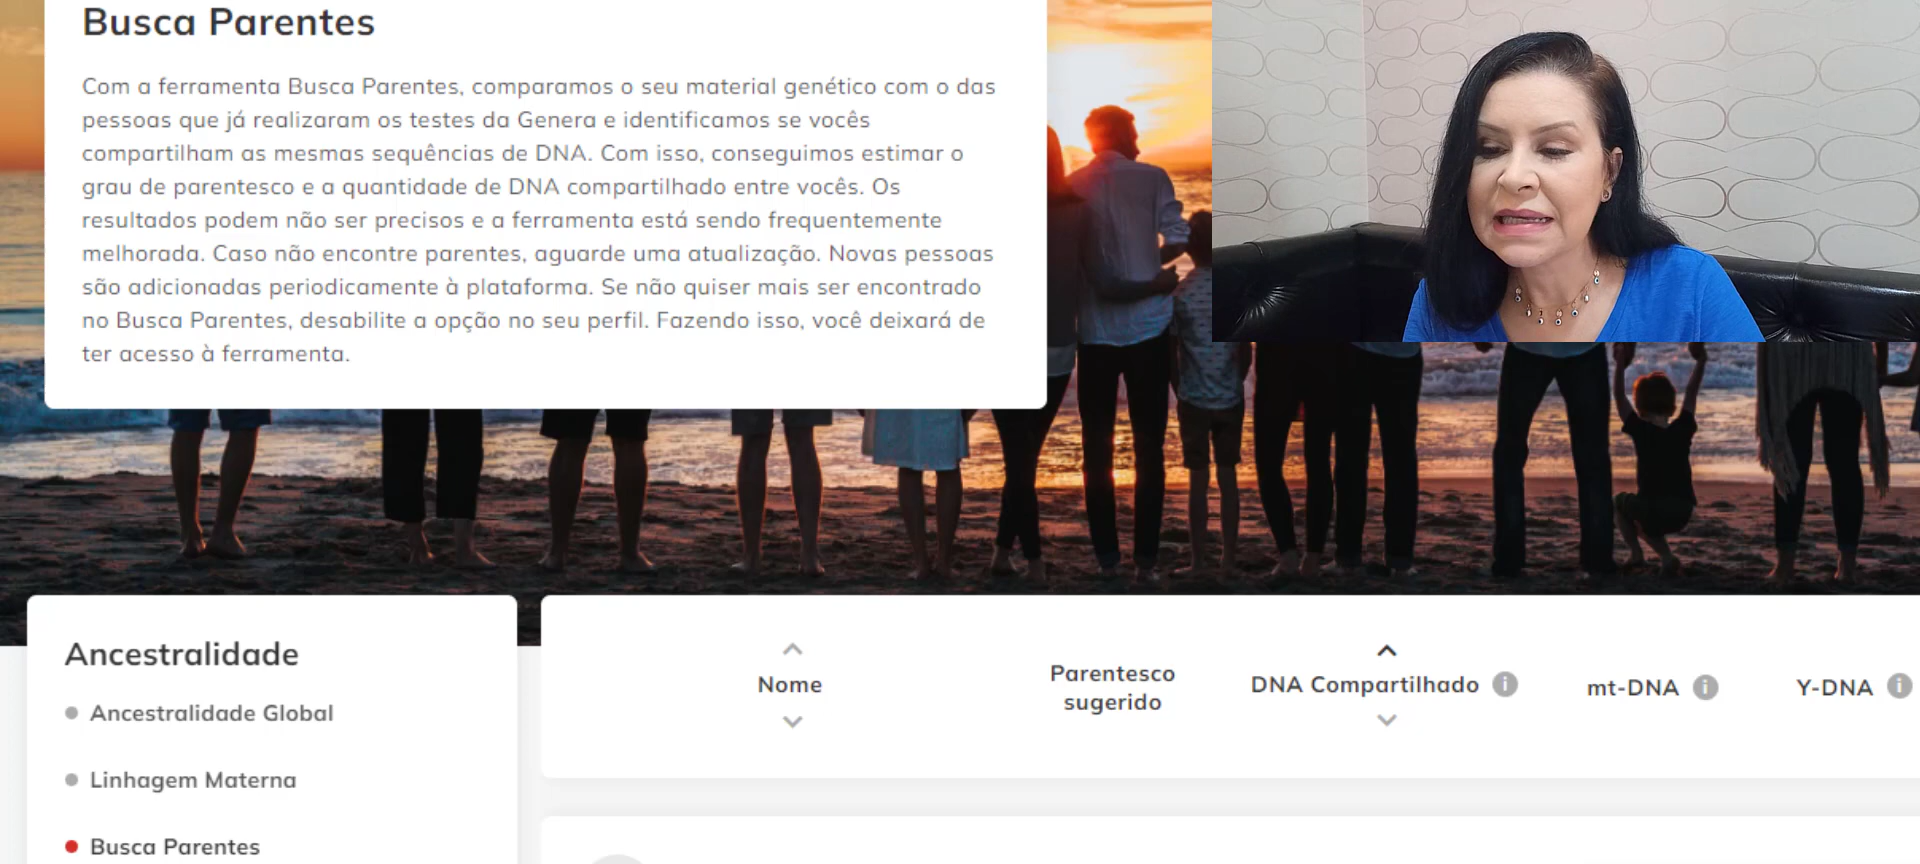 Busca Parentes
Com a ferramenta Busca Parentes, comparamos o seu material genético com o das
pessoas que já realizaram os testes da Genera e identificamos se vocês
compartilham as mesmas sequências de DNA. Com isso, conseguimos estimar o
grau de parentesco e a quantidade de DNA compartilhado entre vocês. Os
resultados podem não ser precisos e a ferramenta está sendo frequentemente
melhorada. Caso não encontre parentes, aguarde uma atualização. Novas pessoas
são adicionadas periodicamente à plataforma. Se não quiser mais ser encontrado
no Busca Parentes, desabilite a opção no seu perfil. Fazendo isso, você deixará de
ter acesso à ferramenta.
Ancestralidade
Ancestralidade Global
Linhagem Materna
Busca Parentes
Nome
Parentesco
sugerido
DNA Compartilhado
mt-DNA
Y-DNA